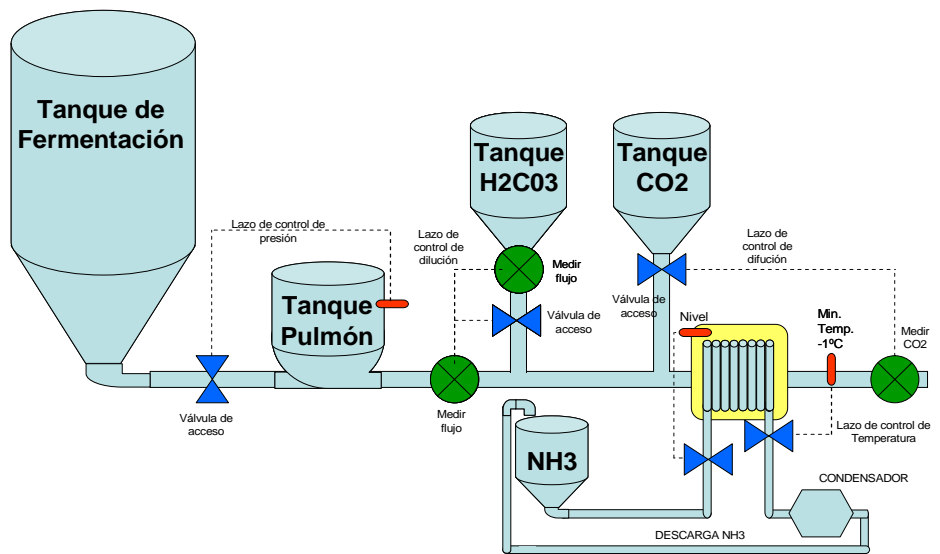 Tanque de
Fermentación
Tanque
H2C03
Tanque
CO2
Lazo de control de
presión
Lazo de
control de
dilución
Medir
flujo
Lazo
de control de
difución
Tanque
Pulmón
Válvula de
acceso
Válvula de
acceso
Nivel
Min.
Temp.
-1ºC
Medir
CO2
Válvula de
acceso
Medir
flujo
Lazo de control de
Temperatura
NH3
CONDENSADOR
DESCARGA NH3